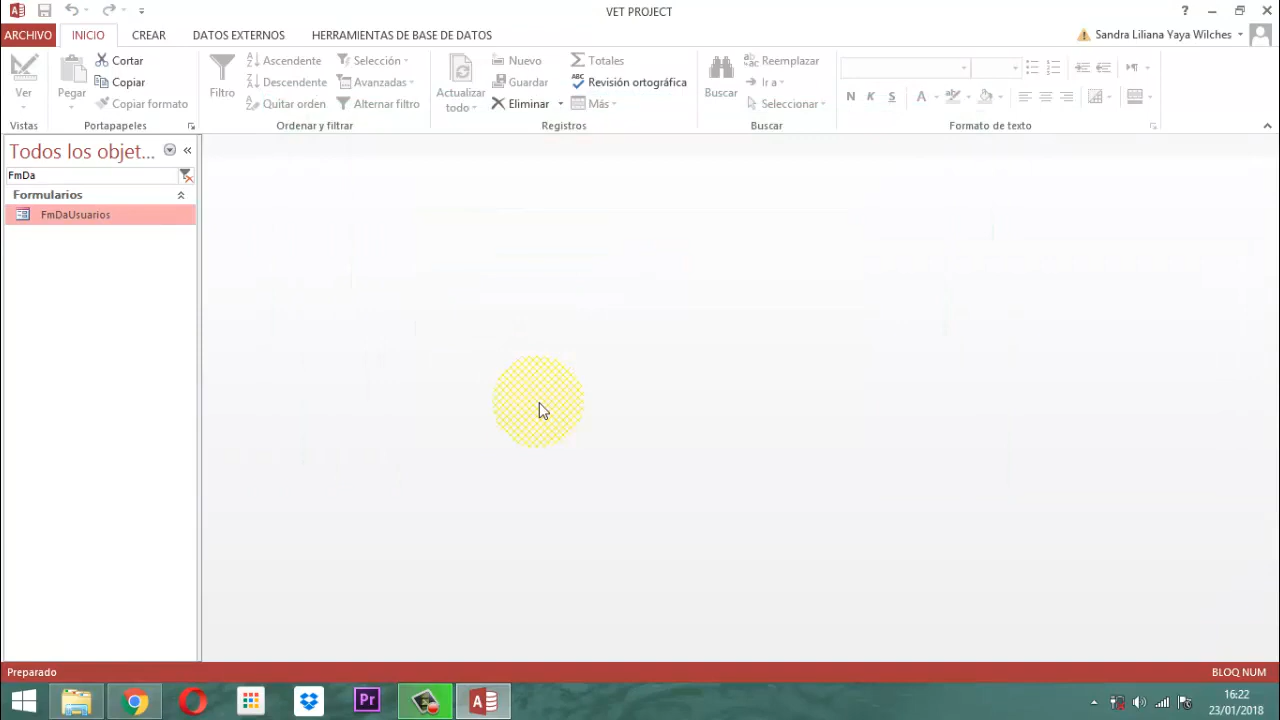 VET PROJECT
?
ARCHIVO INICIO CREAR DATOS EXTERNOS HERRAMIENTAS DE BASE DE DATOS Sandra Liliana Yaya Wilches
Ver
Vistas
Pegar
Cortar
Copiar
Copiar formato
Portapapeles
Filtro
Ascendente
Descendente
Quitar orden
Selección
Avanzadas
Alternar filtro
Ordenar y filtrar
Actualizar
todo
Nuevo
Guardar
Eliminar
Totales
Revisión ortográfica
Más
Registros
Buscar
Reemplazar
Ir a
Seleccionar
Buscar
N K S A
Formato de texto
Todos los objet...
FmDa
Formularios
FmDaUsuarios
Preparado
BLOQ NUM
Pr
16:22
23/01/2018